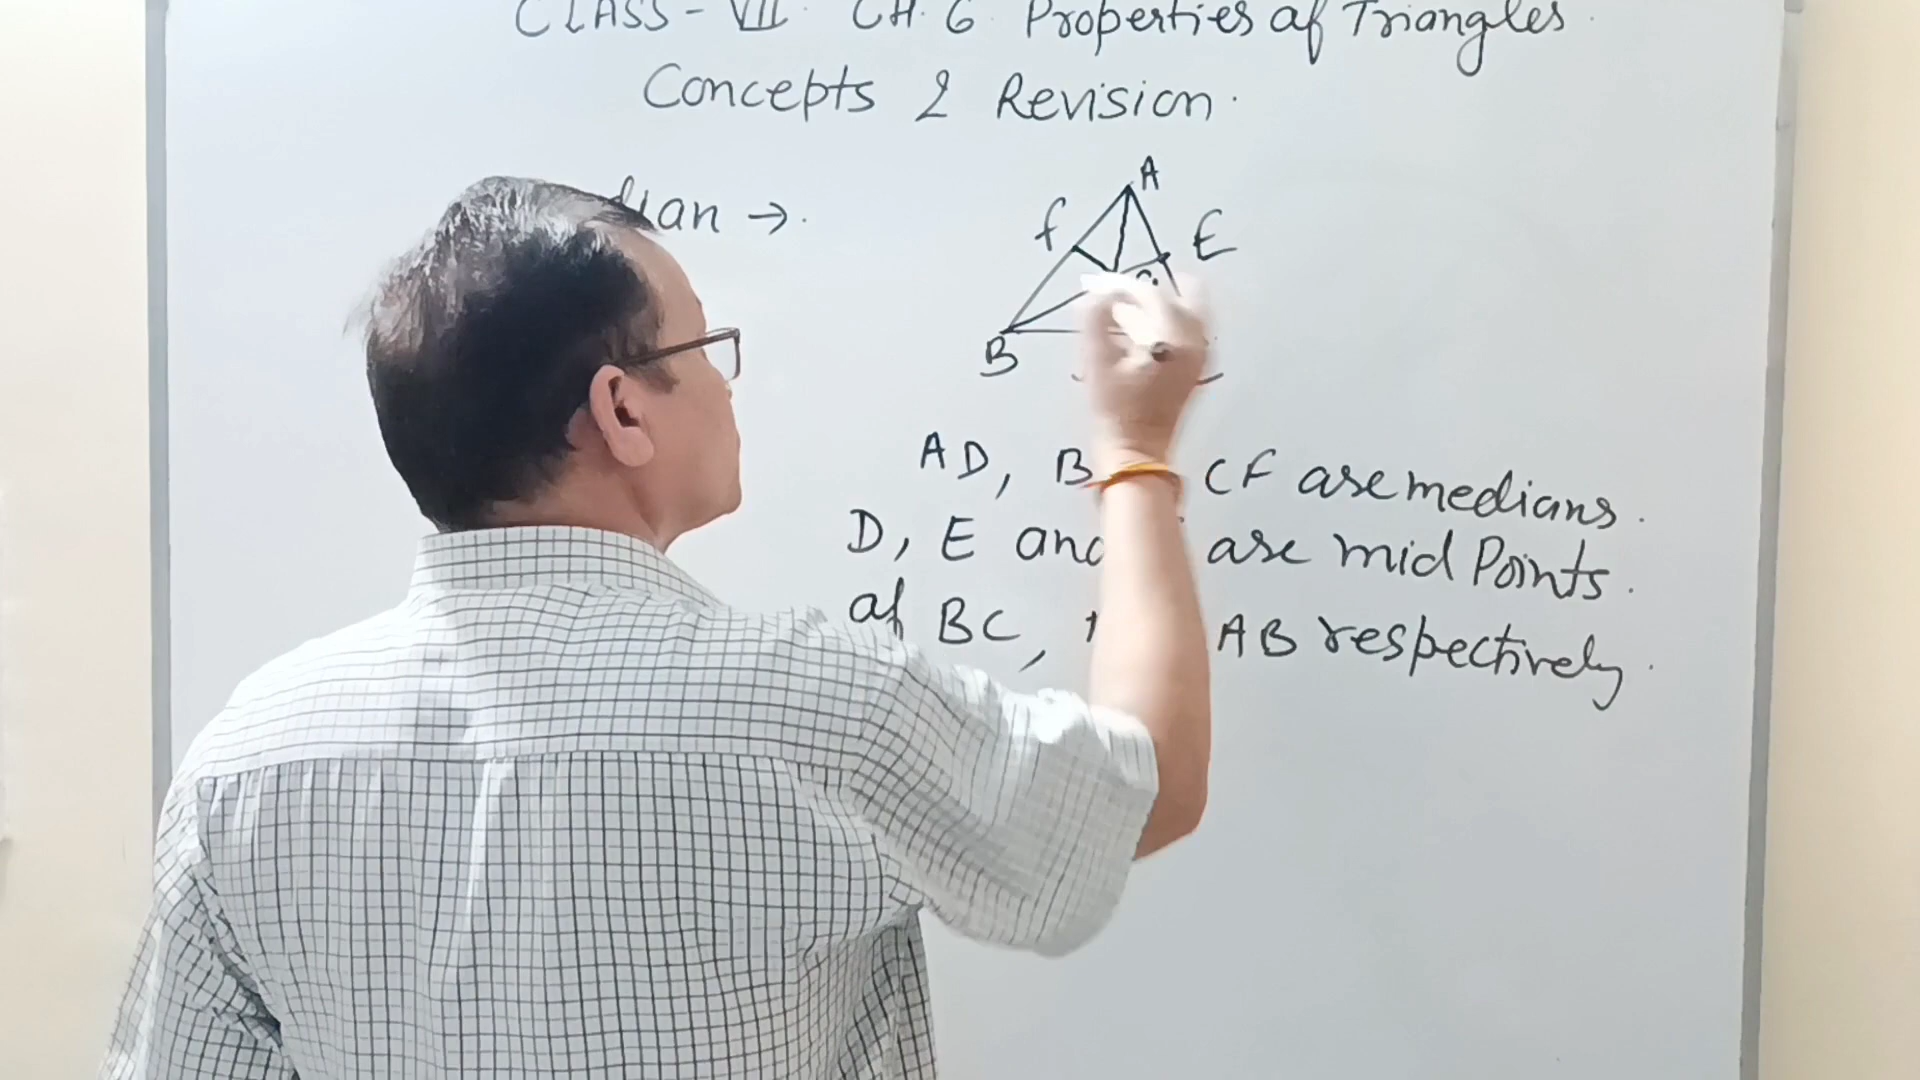 CLASS - VII CH. 6 Properties of Triangles
Concepts & Revision.
dian →
A
f E
B
AD, B CF are medians.
D, E and are mid Points.
of BC, AB respectively.